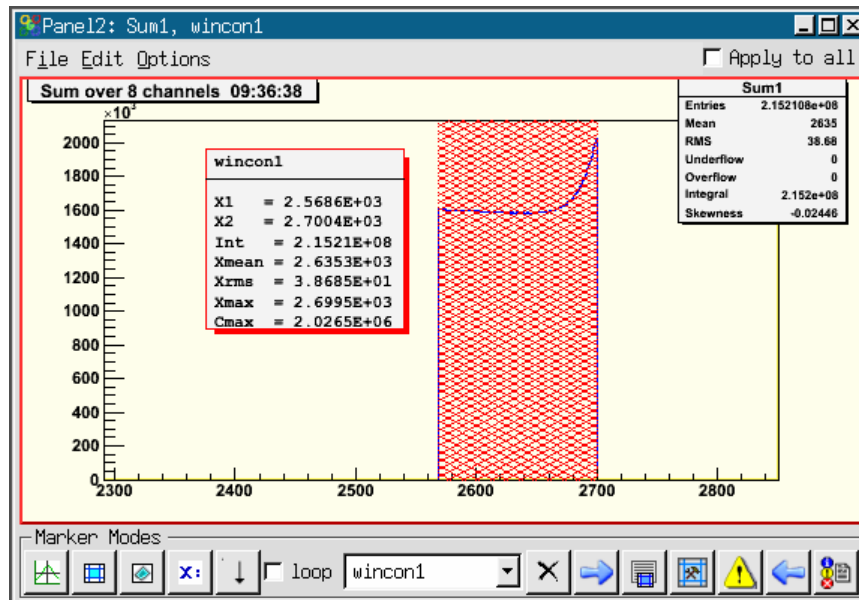 Panel2: Sum1, wincon1
File Edit Options
Apply to all
Sum over 8 channels 09:36:38
Sum1
Entries 2.152108e+08
Mean 2635
RMS 38.68
Underflow 0
Overflow 0
Integral 2.152e+08
Skewness -0.02446
×10³
2000
1800
1600
1400
1200
1000
800
600
400
200
0
wincon1
X1 = 2.5686E+03
X2 = 2.7004E+03
Int = 2.1521E+08
Xmean = 2.6353E+03
Xrms = 3.8685E+01
Xmax = 2.6995E+03
Cmax = 2.0265E+06
2300 2400 2500 2600 2700 2800
Marker Modes
X: loop wincon1